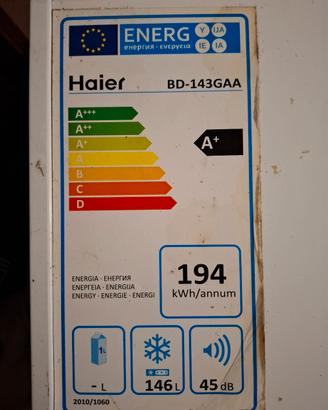 ENERG Y IJA
енергия · ενεργεια IE IA
Haier BD-143GAA
A+++
A++
A+
A
B
C
D
A+
ENERGIA · ЕНЕРГИЯ
ΕΝΕΡΓΕΙΑ · ENERGIJA
ENERGY · ENERGIE · ENERGI
194
kWh/annum
1L
- L
146 L
45 dB
2010/1060